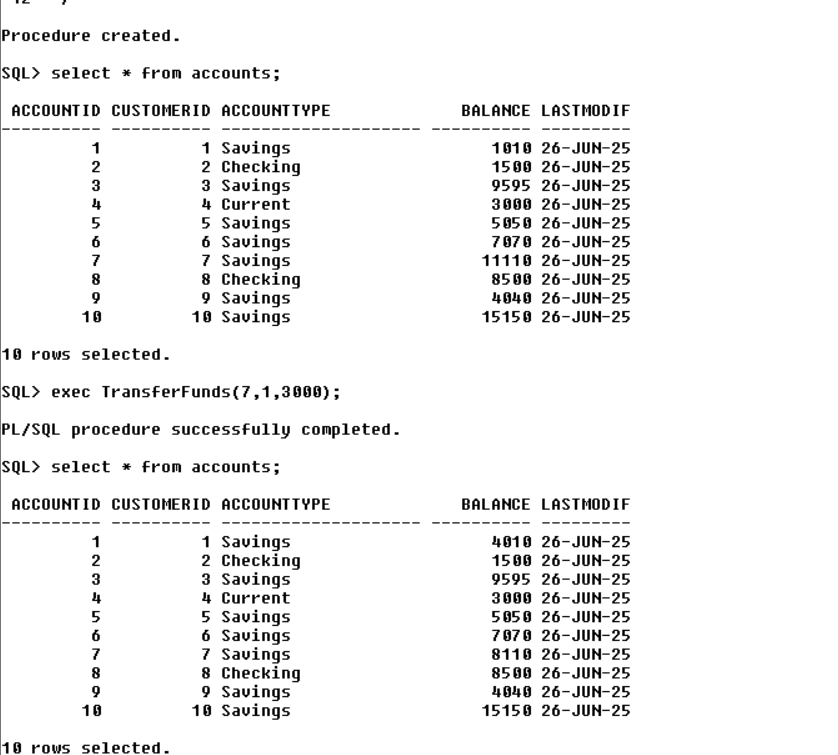 Procedure created.
SQL> select * from accounts;
 ACCOUNTID CUSTOMERID ACCOUNTTYPE             BALANCE LASTMODIF
---------- ---------- -------------------- ---------- ---------
         1          1 Savings                    1010 26-JUN-25
         2          2 Checking                   1500 26-JUN-25
         3          3 Savings                    9595 26-JUN-25
         4          4 Current                    3000 26-JUN-25
         5          5 Savings                    5050 26-JUN-25
         6          6 Savings                    7070 26-JUN-25
         7          7 Savings                   11110 26-JUN-25
         8          8 Checking                   8500 26-JUN-25
         9          9 Savings                    4040 26-JUN-25
        10         10 Savings                   15150 26-JUN-25
10 rows selected.
SQL> exec TransferFunds(7,1,3000);
PL/SQL procedure successfully completed.
SQL> select * from accounts;
 ACCOUNTID CUSTOMERID ACCOUNTTYPE             BALANCE LASTMODIF
---------- ---------- -------------------- ---------- ---------
         1          1 Savings                    4010 26-JUN-25
         2          2 Checking                   1500 26-JUN-25
         3          3 Savings                    9595 26-JUN-25
         4          4 Current                    3000 26-JUN-25
         5          5 Savings                    5050 26-JUN-25
         6          6 Savings                    7070 26-JUN-25
         7          7 Savings                    8110 26-JUN-25
         8          8 Checking                   8500 26-JUN-25
         9          9 Savings                    4040 26-JUN-25
        10         10 Savings                   15150 26-JUN-25
10 rows selected.